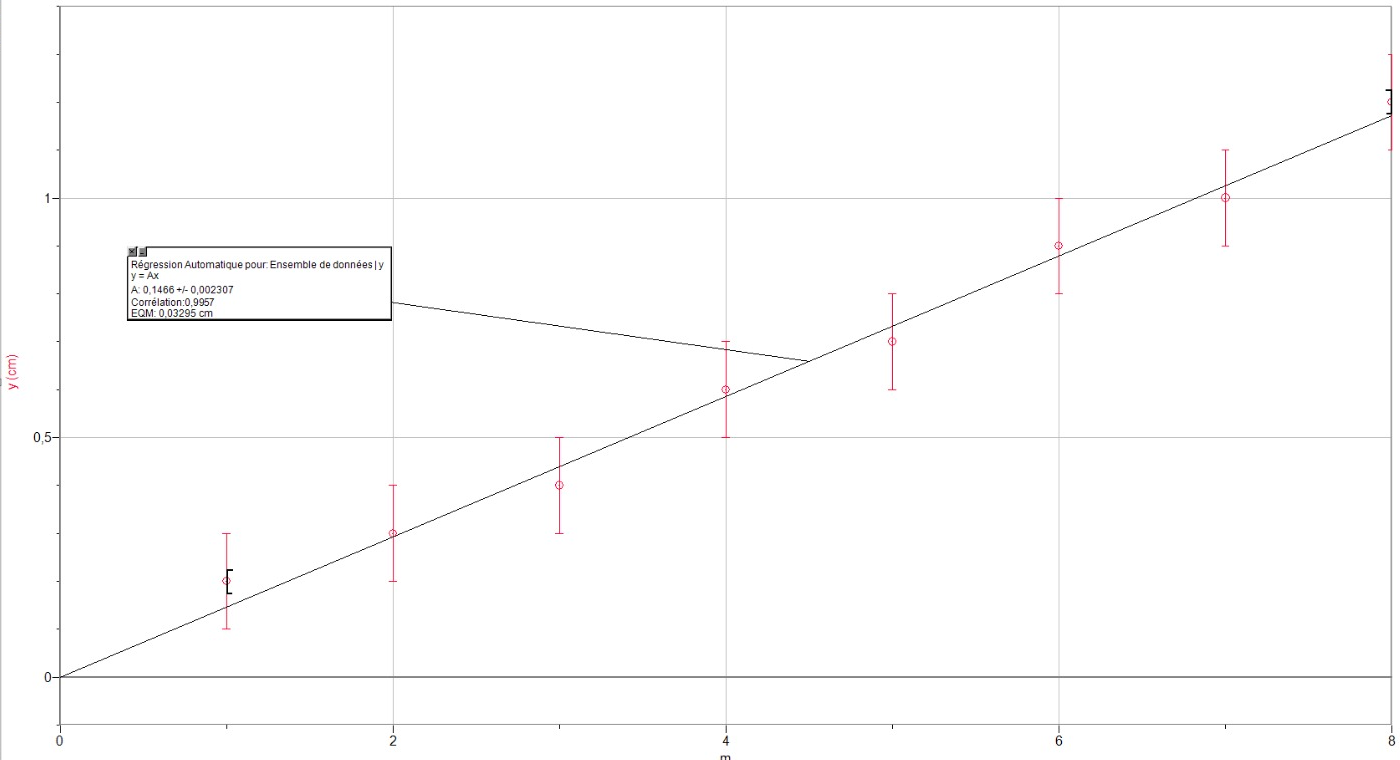 1
Régression Automatique pour: Ensemble de données | y
y = Ax
A: 0,1466 +/- 0,002307
Corrélation:0,9957
EQM: 0,03295 cm
y (cm)
0,5
0
0
2
4
6
8
m